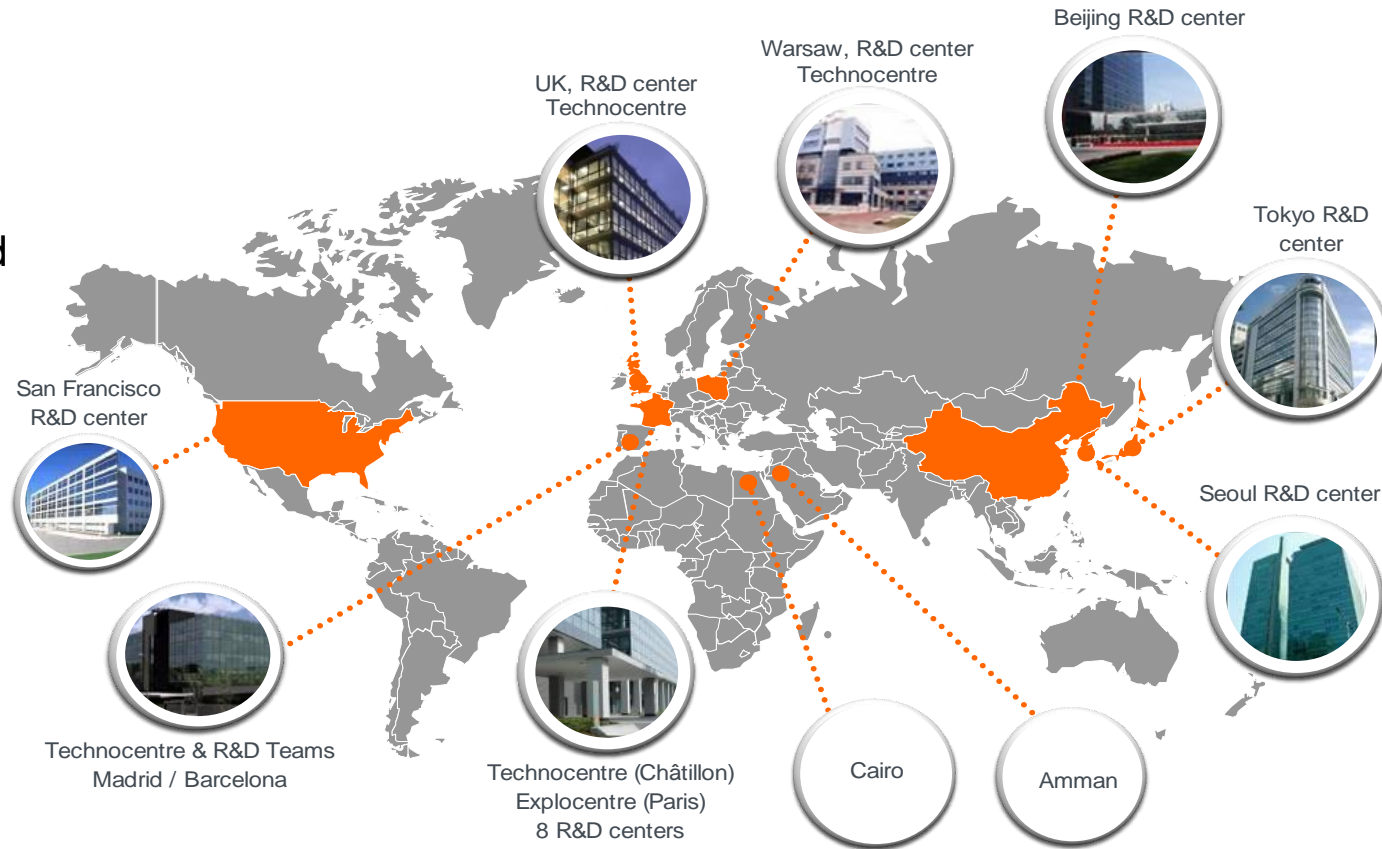 Beijing R&D center
Warsaw, R&D center
Technocentre
UK, R&D center
Technocentre
Tokyo R&D
center
d
San Francisco
R&D center
Seoul R&D center
Technocentre & R&D Teams
Madrid / Barcelona
Technocentre (Châtillon)
Explocentre (Paris)
8 R&D centers
Cairo
Amman